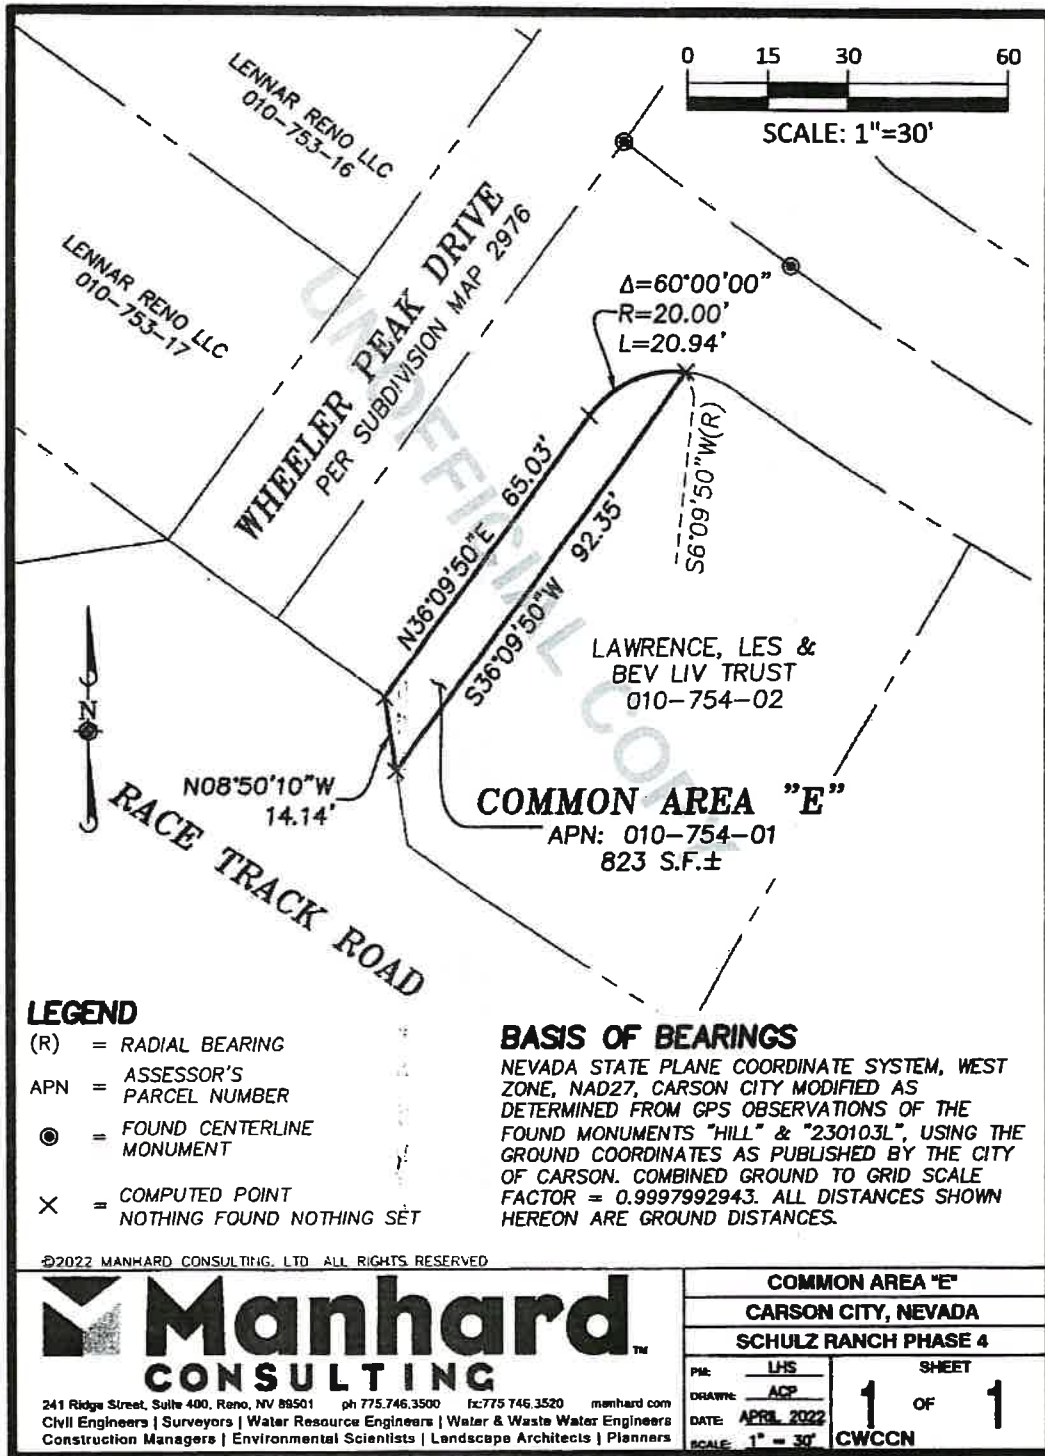 0 15 30 60
SCALE: 1"=30'
LENNAR RENO LLC
010-753-16
LENNAR RENO LLC
010-753-17
WHEELER PEAK DRIVE
PER SUBDIVISION MAP 2976
UNOFFICIAL COPY
Δ=60°00'00"
R=20.00'
L=20.94'
S6°09'50"W(R)
N36°09'50"E 65.03'
S36°09'50"W 92.35'
LAWRENCE, LES &
BEV LIV TRUST
010-754-02
N
N08°50'10"W
14.14'
COMMON AREA "E"
APN: 010-754-01
823 S.F.±
RACE TRACK ROAD
LEGEND
(R) = RADIAL BEARING
APN = ASSESSOR'S
PARCEL NUMBER
= FOUND CENTERLINE
MONUMENT
X = COMPUTED POINT
NOTHING FOUND NOTHING SET
BASIS OF BEARINGS
NEVADA STATE PLANE COORDINATE SYSTEM, WEST
ZONE, NAD27, CARSON CITY MODIFIED AS
DETERMINED FROM GPS OBSERVATIONS OF THE
FOUND MONUMENTS "HILL" & "230103L", USING THE
GROUND COORDINATES AS PUBLISHED BY THE CITY
OF CARSON. COMBINED GROUND TO GRID SCALE
FACTOR = 0.9997992943. ALL DISTANCES SHOWN
HEREON ARE GROUND DISTANCES.
©2022 MANHARD CONSULTING, LTD ALL RIGHTS RESERVED
Manhard TM
CONSULTING
241 Ridge Street, Suite 400, Reno, NV 89501 ph 775.746.3500 fx:775 746.3520 manhard com
Civil Engineers | Surveyors | Water Resource Engineers | Water & Waste Water Engineers
Construction Managers | Environmental Scientists | Landscape Architects | Planners
COMMON AREA "E"
CARSON CITY, NEVADA
SCHULZ RANCH PHASE 4
PM: LHS
DRAWN: ACP
DATE: APRIL 2022
SCALE: 1" = 30'
SHEET
1 OF 1
CWCCN